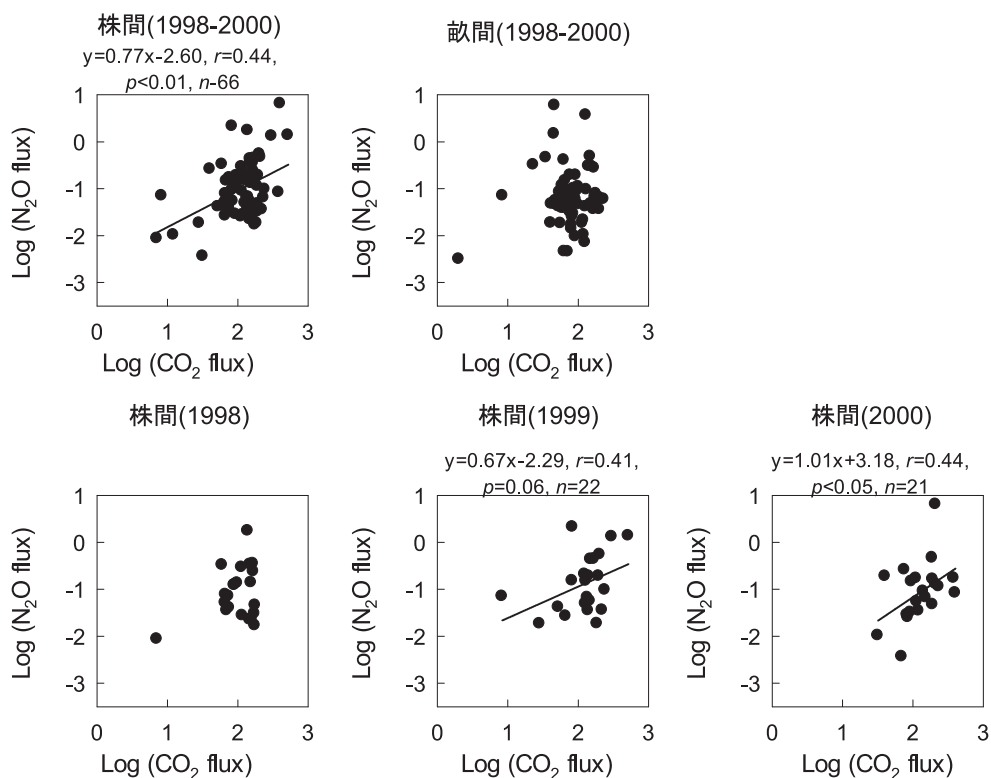 株間(1998-2000)
y=0.77x-2.60, r=0.44,
p<0.01, n-66
1
0
-1
-2
-3
0 1 2 3
Log (N₂O flux)
Log (CO₂ flux)
畝間(1998-2000)
1
0
-1
-2
-3
0 1 2 3
Log (N₂O flux)
Log (CO₂ flux)
株間(1998)
1
0
-1
-2
-3
0 1 2 3
Log (N₂O flux)
Log (CO₂ flux)
株間(1999)
y=0.67x-2.29, r=0.41,
p=0.06, n=22
1
0
-1
-2
-3
0 1 2 3
Log (N₂O flux)
Log (CO₂ flux)
株間(2000)
y=1.01x+3.18, r=0.44,
p<0.05, n=21
1
0
-1
-2
-3
0 1 2 3
Log (N₂O flux)
Log (CO₂ flux)